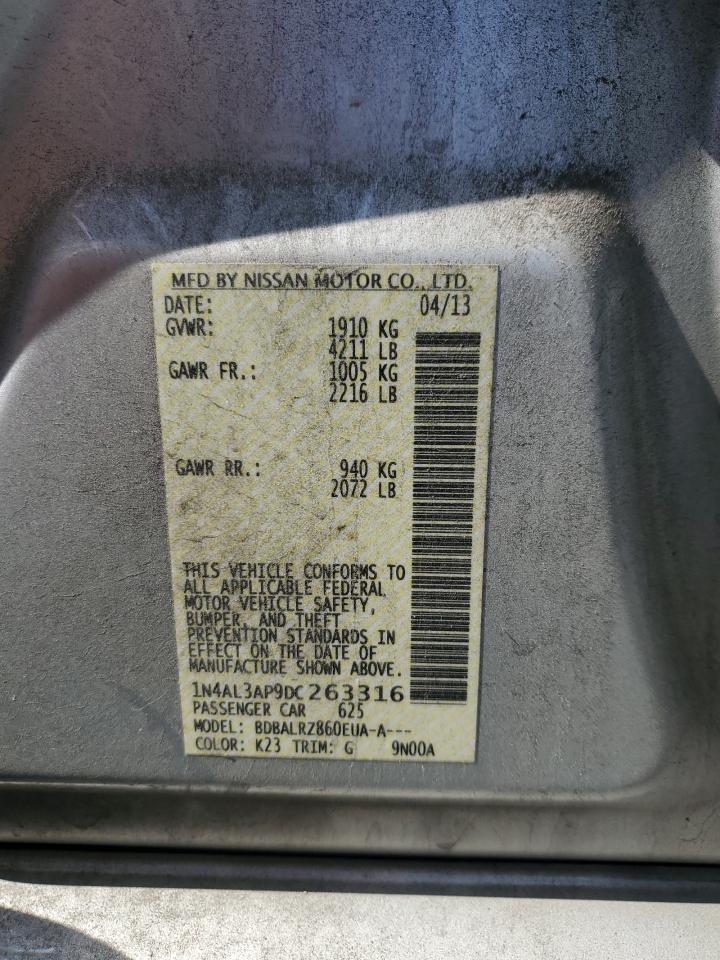 MFD BY NISSAN MOTOR CO., LTD.
DATE: 04/13
GVWR: 1910 KG
4211 LB
GAWR FR.: 1005 KG
2216 LB
GAWR RR.: 940 KG
2072 LB
THIS VEHICLE CONFORMS TO
ALL APPLICABLE FEDERAL
MOTOR VEHICLE SAFETY,
BUMPER, AND THEFT
PREVENTION STANDARDS IN
EFFECT ON THE DATE OF
MANUFACTURE SHOWN ABOVE.
1N4AL3AP9DC263316
PASSENGER CAR 625
MODEL: BDBALRZ860EUA-A---
COLOR: K23 TRIM: G 9N00A